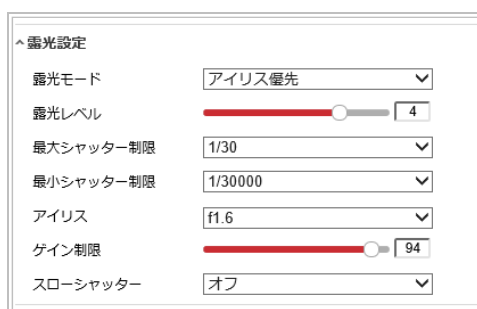 露光設定
露光モード アイリス優先
露光レベル 4
最大シャッター制限 1/30
最小シャッター制限 1/30000
アイリス f1.6
ゲイン制限 94
スローシャッター オフ